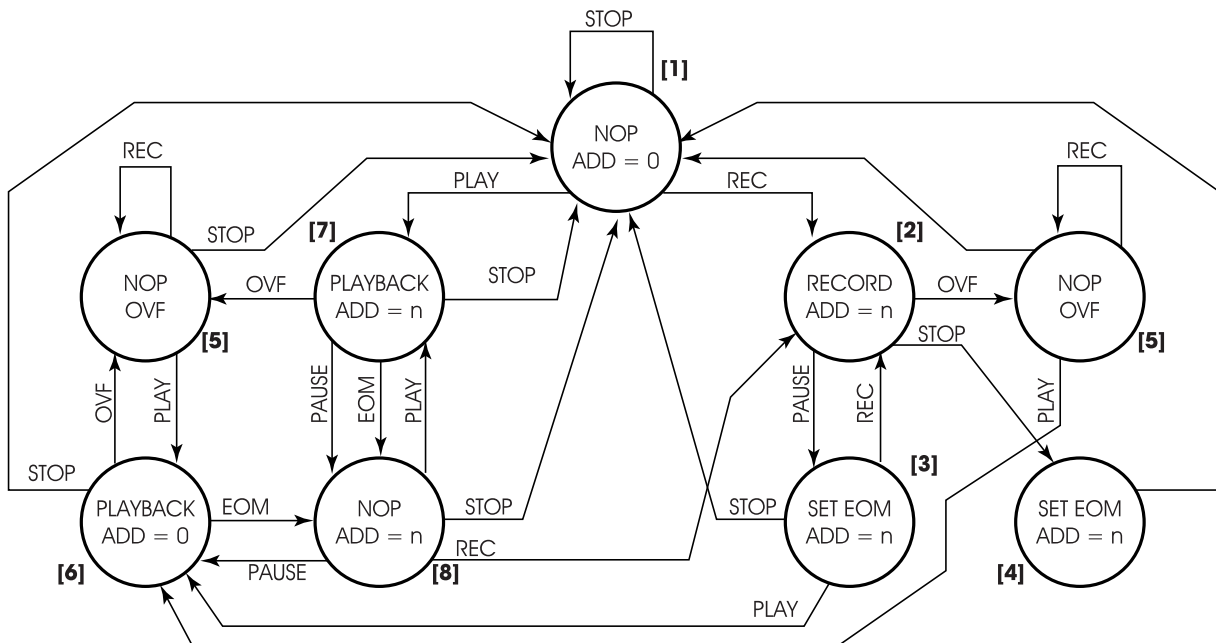 STOP
[1]
NOP
ADD = 0
REC
PLAY
REC
REC
STOP
[7]
[2]
NOP
OVF
OVF
PLAYBACK
ADD = n
STOP
RECORD
ADD = n
OVF
NOP
OVF
[5]
STOP
[5]
OVF
PLAY
PAUSE
EOM
PLAY
PAUSE
REC
PLAY
STOP
[3]
PLAYBACK
ADD = 0
EOM
NOP
ADD = n
STOP
STOP
SET EOM
ADD = n
SET EOM
ADD = n
REC
[6]
PAUSE
[8]
[4]
PLAY